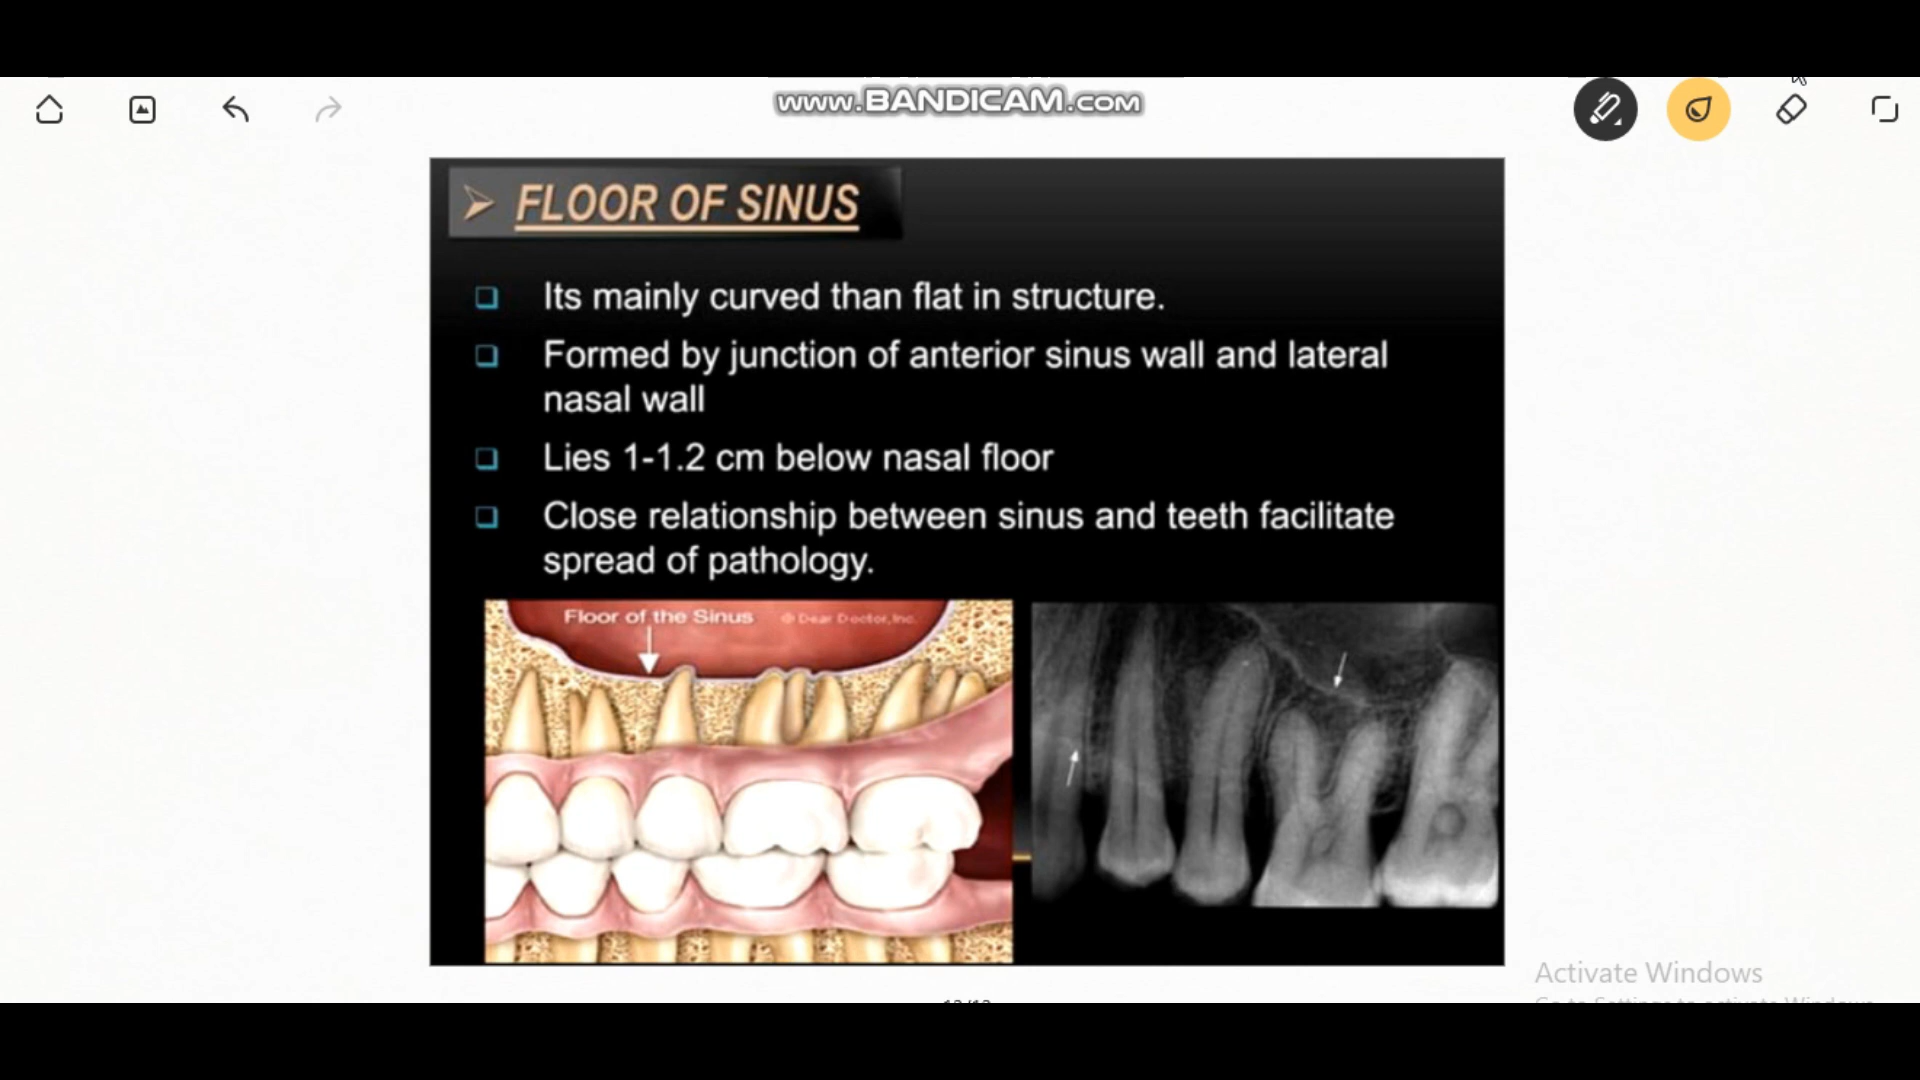 www.BANDICAM.com
FLOOR OF SINUS
Its mainly curved than flat in structure.
Formed by junction of anterior sinus wall and lateral
nasal wall
Lies 1-1.2 cm below nasal floor
Close relationship between sinus and teeth facilitate
spread of pathology.
Floor of the Sinus © Dear Doctor, Inc.
Activate Windows